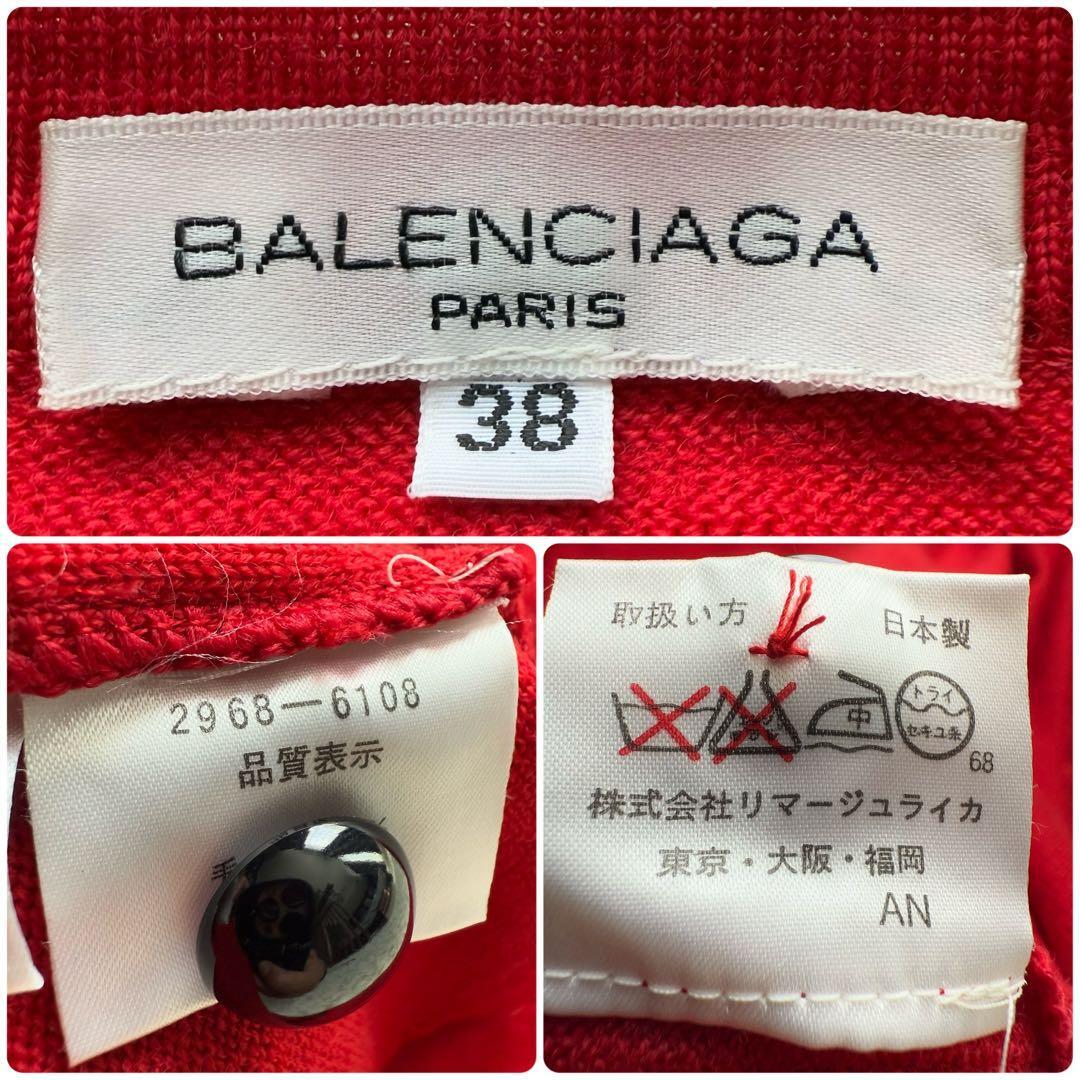 BALENCIAGA
PARIS
38
2968-6108
品質表示
毛
取扱い方 日本製
中 ドライ
セキユ系
68
株式会社リマージュライカ
東京・大阪・福岡
AN